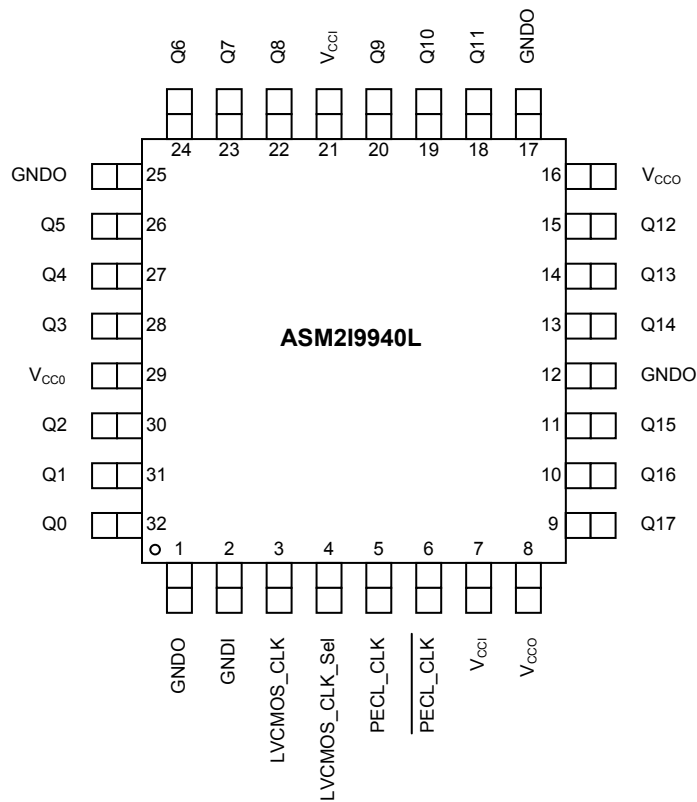 Q6 Q7 Q8 VCCI Q9 Q10 Q11 GNDO
24 23 22 21 20 19 18 17
GNDO 25 16 VCCO
Q5 26 15 Q12
Q4 27 14 Q13
Q3 28 13 Q14
ASM2I9940L
VCC0 29 12 GNDO
Q2 30 11 Q15
Q1 31 10 Q16
Q0 32 9 Q17
1 2 3 4 5 6 7 8
GNDO GNDI LVCMOS_CLK LVCMOS_CLK_Sel PECL_CLK PECL_CLK VCCI VCCO